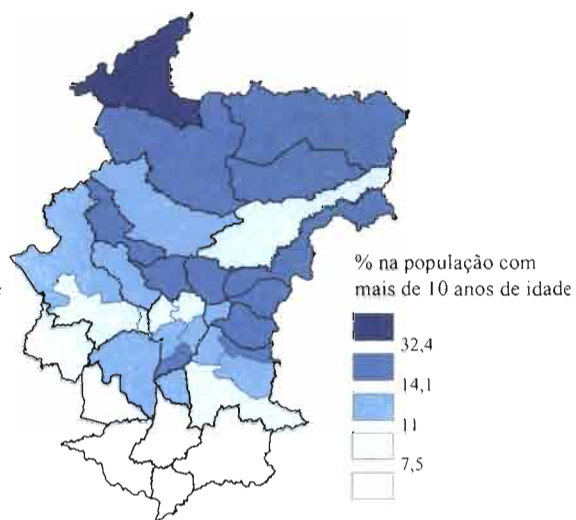 % na população com
mais de 10 anos de idade
32,4
14,1
11
7,5